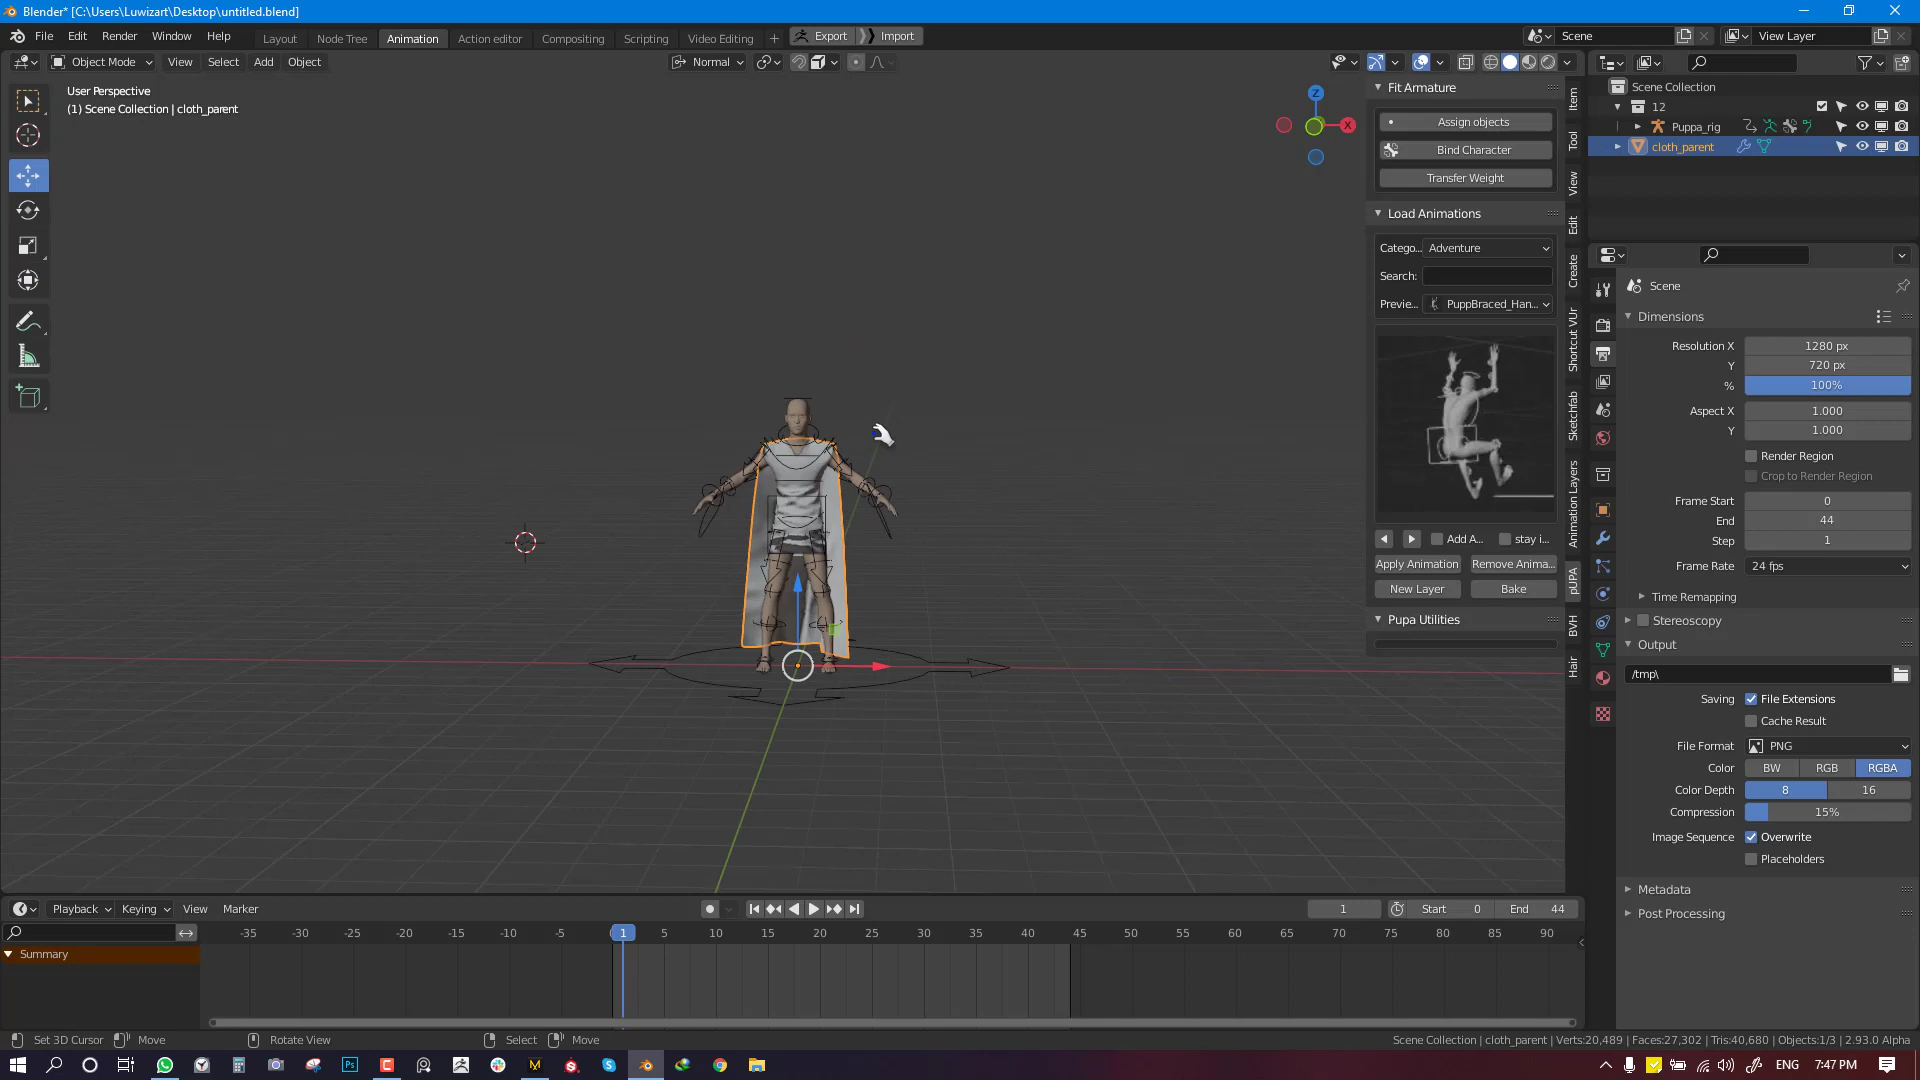 Blender* [C:\Users\Luwizart\Desktop\untitled.blend]
File Edit Render Window Help
Layout Node Tree Animation Action editor Compositing Scripting Video Editing + Export Import
Scene View Layer
Object Mode View Select Add Object
Normal
User Perspective
(1) Scene Collection | cloth_parent
Z
X
Fit Armature
Assign objects
Bind Character
Transfer Weight
Load Animations
Catego... Adventure
Search:
Previe... PuppBraced_Han...
Add A... stay i...
Apply Animation Remove Anima...
New Layer Bake
Pupa Utilities
Item
Tool
View
Edit
Create
Shortcut VUr
Sketchfab
Animation Layers
pUPA
BVH
Hair
Scene Collection
12
Puppa_rig
cloth_parent
Scene
Dimensions
Resolution X 1280 px
Y 720 px
% 100%
Aspect X 1.000
Y 1.000
Render Region
Crop to Render Region
Frame Start 0
End 44
Step 1
Frame Rate 24 fps
Time Remapping
Stereoscopy
Output
/tmp\
Saving File Extensions
Cache Result
File Format PNG
Color BW RGB RGBA
Color Depth 8 16
Compression 15%
Image Sequence Overwrite
Placeholders
Metadata
Post Processing
Playback Keying View Marker
1 Start 0 End 44
-35 -30 -25 -20 -15 -10 -5 1 5 10 15 20 25 30 35 40 45 50 55 60 65 70 75 80 85 90
Summary
Set 3D Cursor Move Rotate View Select Move
Scene Collection | cloth_parent | Verts:20,489 | Faces:27,302 | Tris:40,680 | Objects:1/3 | 2.93.0 Alpha
Ps
ENG 7:47 PM